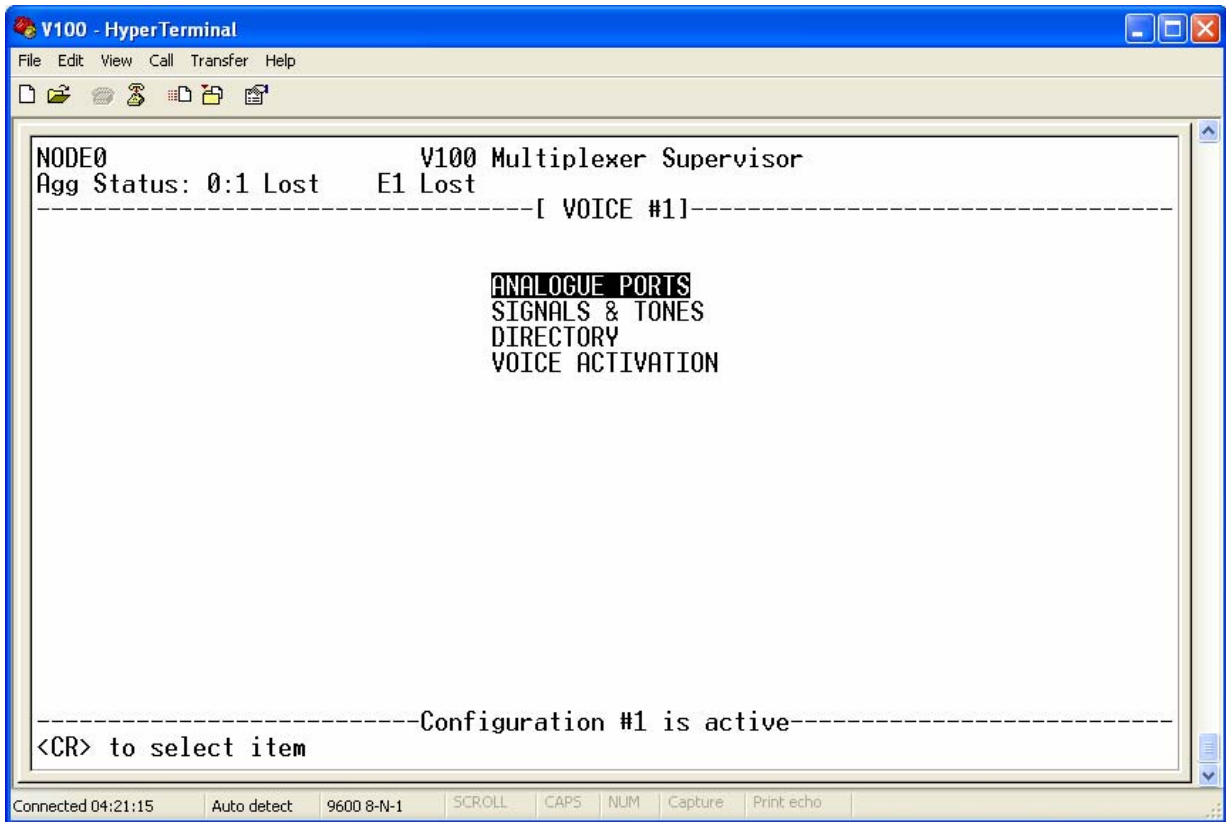 V100 - HyperTerminal
File Edit View Call Transfer Help
NODE0 V100 Multiplexer Supervisor
Agg Status: 0:1 Lost E1 Lost
-----------------------------------[ VOICE #1]----------------------------------
ANALOGUE PORTS
SIGNALS & TONES
DIRECTORY
VOICE ACTIVATION
---------------------------Configuration #1 is active---------------------------
<CR> to select item
Connected 04:21:15 Auto detect 9600 8-N-1 SCROLL CAPS NUM Capture Print echo